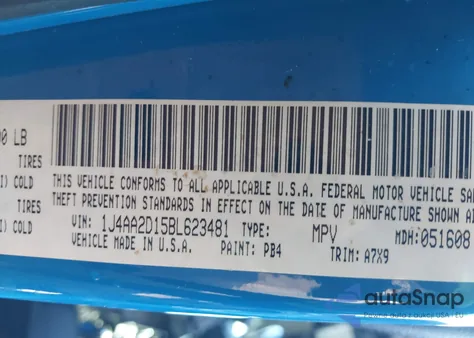 00 LB
TIRES
I) COLD
TIRES
I) COLD
THIS VEHICLE CONFORMS TO ALL APPLICABLE U.S.A. FEDERAL MOTOR VEHICLE SA
THEFT PREVENTION STANDARDS IN EFFECT ON THE DATE OF MANUFACTURE SHOWN A
VIN: 1J4AA2D15BL623481 TYPE: MPV MDH:051608
VEHICLE MADE IN U.S.A. PAINT: PB4 TRIM: A7X9
autoSnap